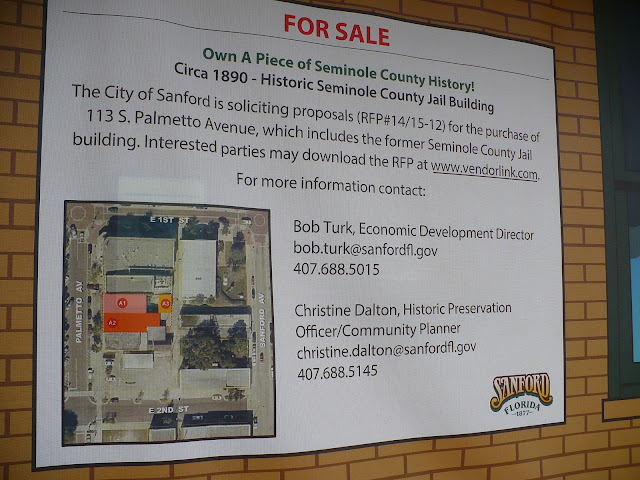 FOR SALE
Own A Piece of Seminole County History!
Circa 1890 - Historic Seminole County Jail Building
The City of Sanford is soliciting proposals (RFP#14/15-12) for the purchase of
113 S. Palmetto Avenue, which includes the former Seminole County Jail
building. Interested parties may download the RFP at www.vendorlink.com.
For more information contact:
Bob Turk, Economic Development Director
bob.turk@sanfordfl.gov
407.688.5015
Christine Dalton, Historic Preservation
Officer/Community Planner
christine.dalton@sanfordfl.gov
407.688.5145
E 1ST ST
PALMETTO AV
A1
A3
A2
SANFORD AV
E 2ND ST
SANFORD
FLORIDA
1877